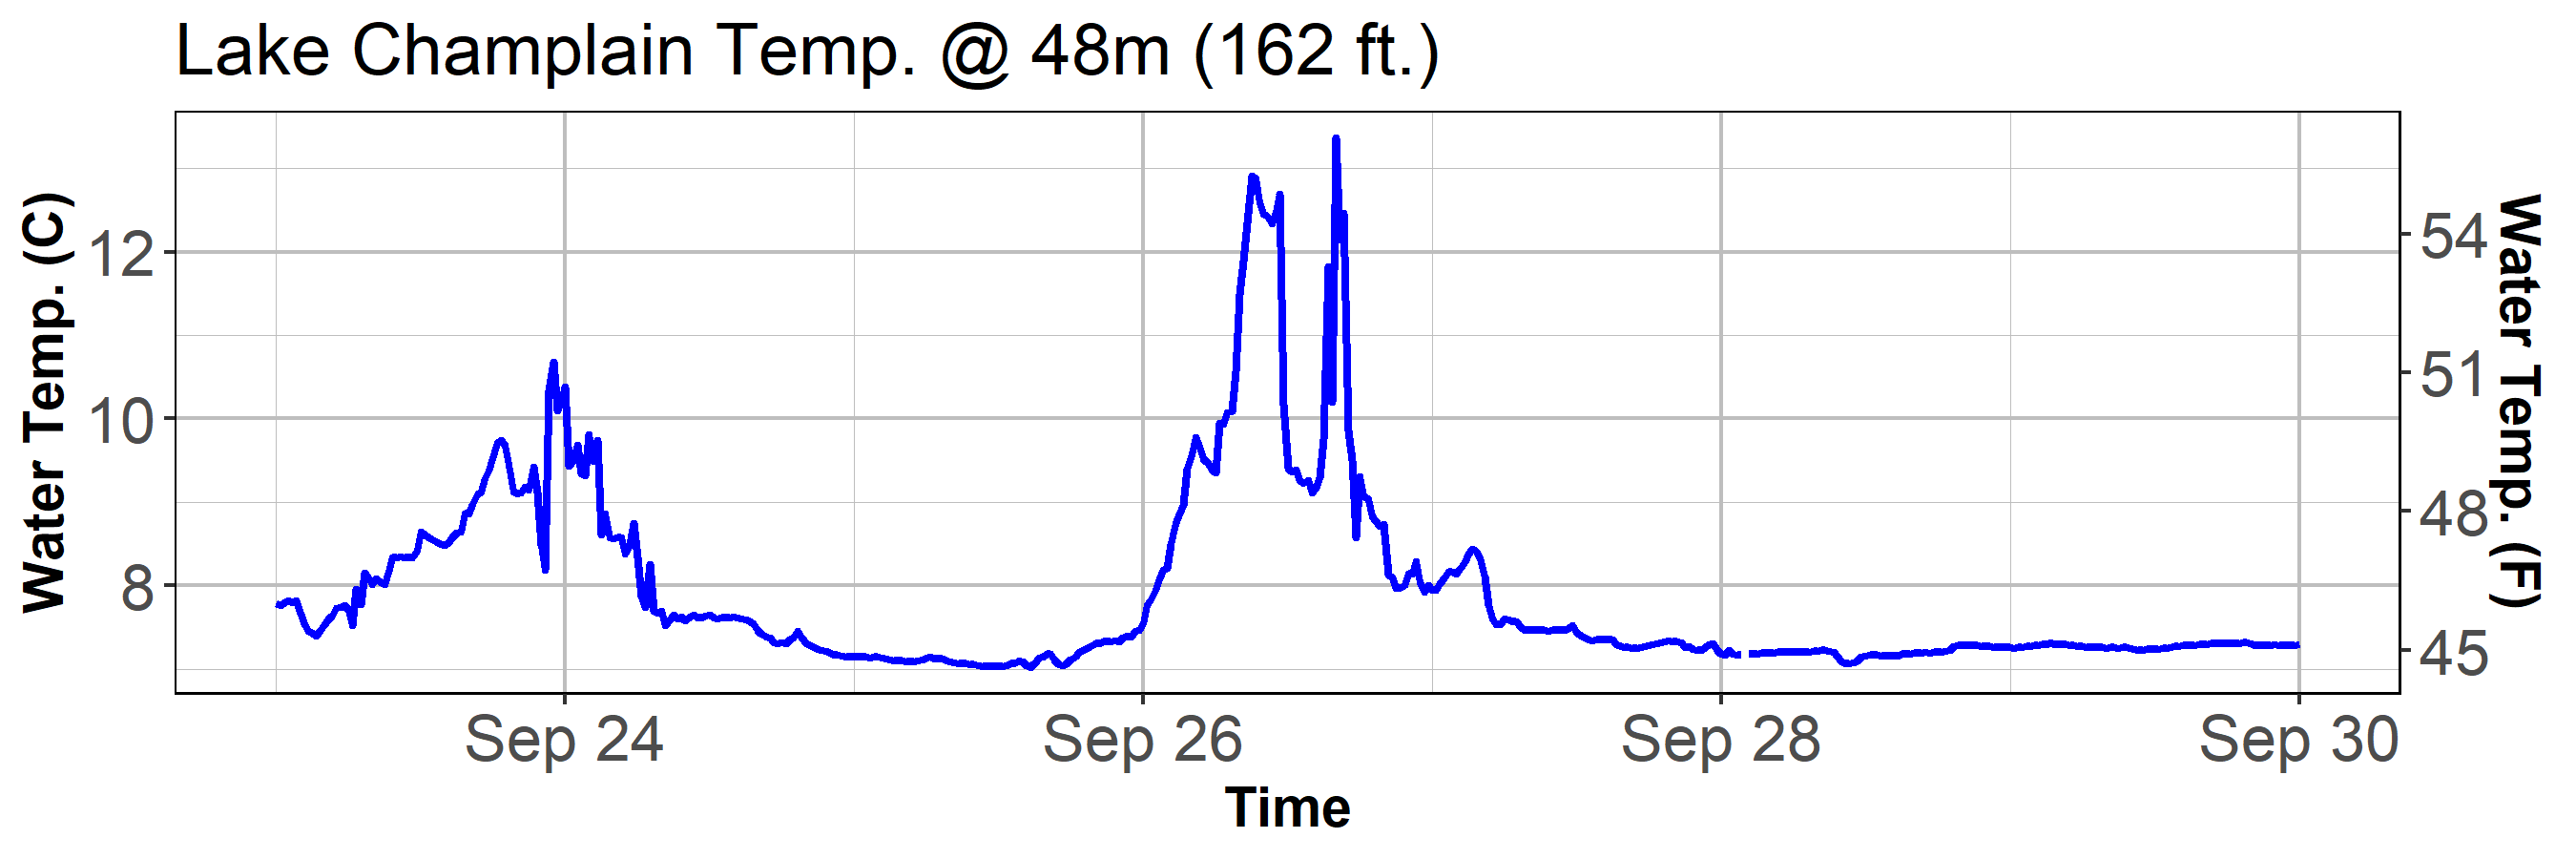 Lake Champlain Temp. @ 48m (162 ft.)
Water Temp. (C)
12
10
8
54
51
48
45
Water Temp. (F)
Sep 24 Sep 26 Sep 28 Sep 30
Time